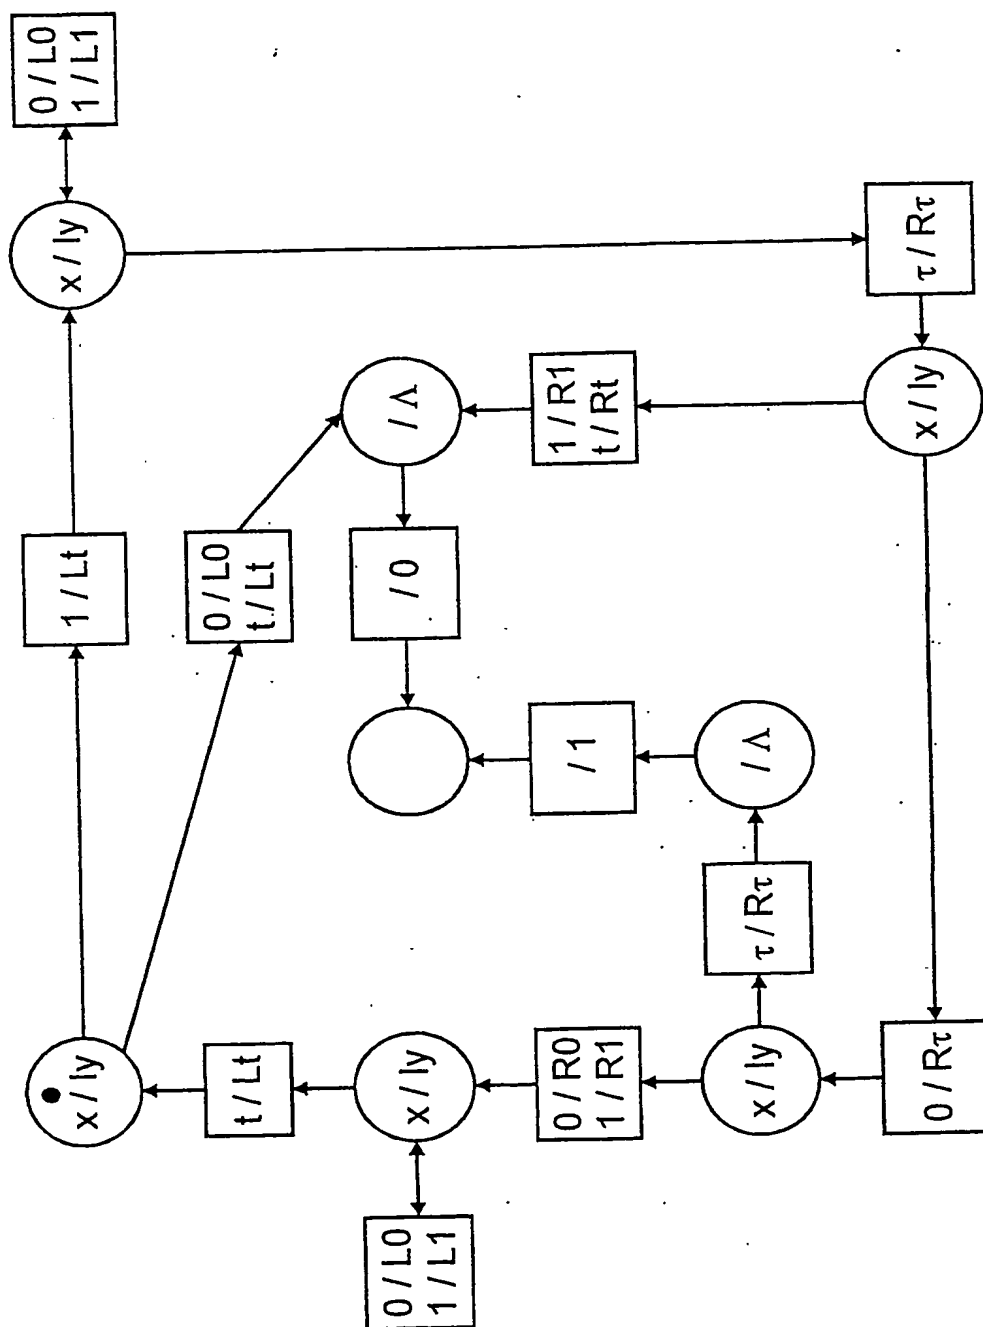 0 / L0
1 / L1
x / ly
τ / Rτ
1 / Lt
0 / L0
t / Lt
/ Λ
1 / R1
t / Rt
x / ly
/ 0
/ 1
/ Λ
τ / Rτ
x / ly
t / Lt
x / ly
0 / R0
1 / R1
x / ly
0 / Rτ
0 / L0
1 / L1